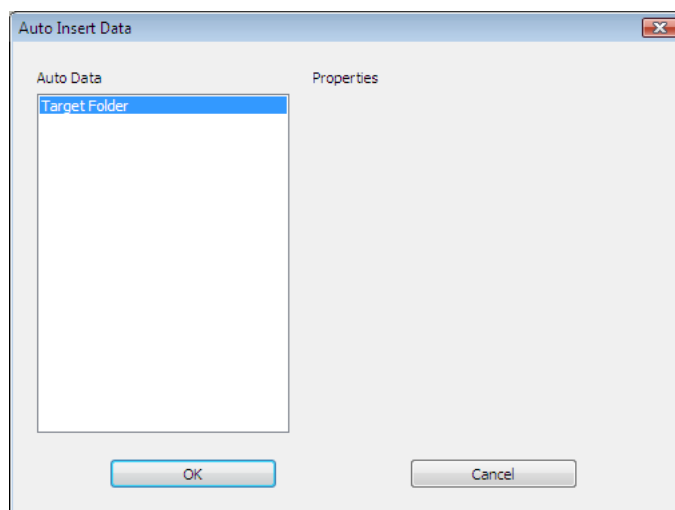 Auto Insert Data
Auto Data
Properties
Target Folder
OK
Cancel